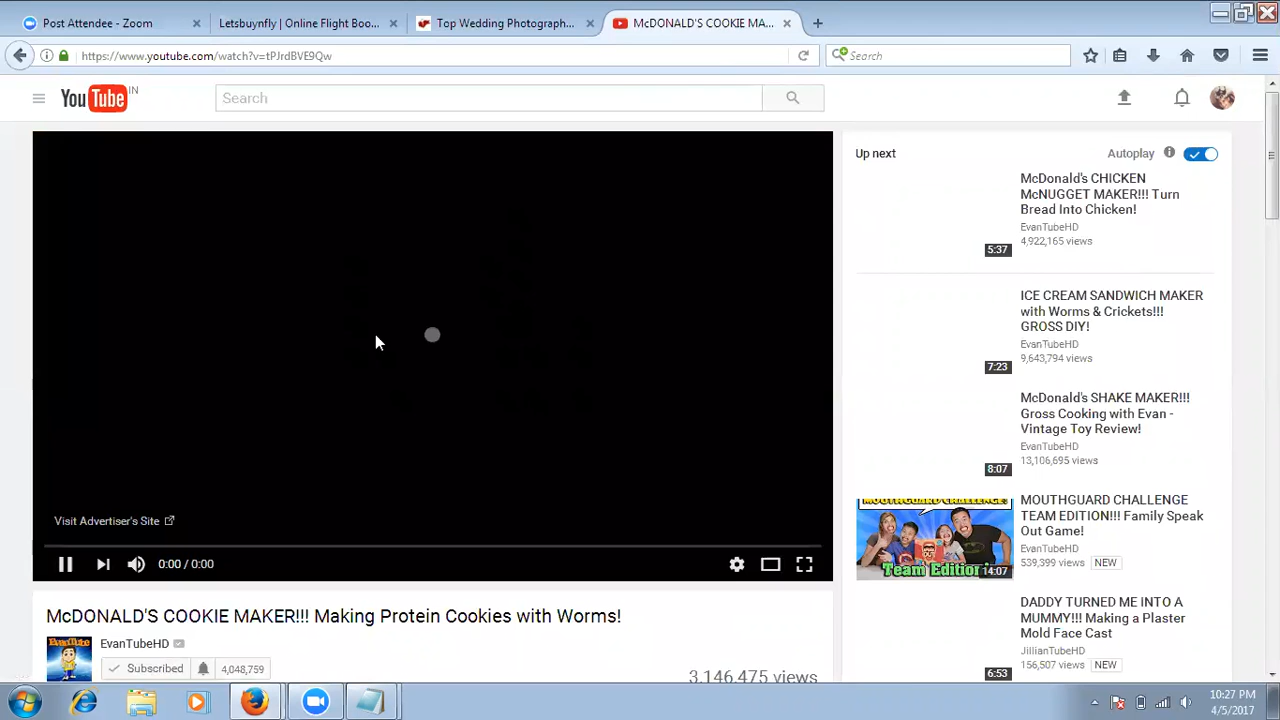 Post Attendee - Zoom
Letsbuynfly | Online Flight Boo...
Top Wedding Photograph...
McDONALD'S COOKIE MA...
https://www.youtube.com/watch?v=tPJrdBVE9Qw
Search
YouTube IN
Search
Visit Advertiser's Site
0:00 / 0:00
McDONALD'S COOKIE MAKER!!! Making Protein Cookies with Worms!
EvanTube
EvanTubeHD
Subscribed
4,048,759
3,146,475 views
Up next
Autoplay
McDonald's CHICKEN
McNUGGET MAKER!!! Turn
Bread Into Chicken!
EvanTubeHD
4,922,165 views
5:37
ICE CREAM SANDWICH MAKER
with Worms & Crickets!!!
GROSS DIY!
EvanTubeHD
9,643,794 views
7:23
McDonald's SHAKE MAKER!!!
Gross Cooking with Evan -
Vintage Toy Review!
EvanTubeHD
13,106,695 views
8:07
MOUTHGUARD CHALLENGE!
Team Edition
14:07
MOUTHGUARD CHALLENGE
TEAM EDITION!!! Family Speak
Out Game!
EvanTubeHD
539,399 views NEW
DADDY TURNED ME INTO A
MUMMY!!! Making a Plaster
Mold Face Cast
JillianTubeHD
156,507 views NEW
6:53
10:27 PM
4/5/2017